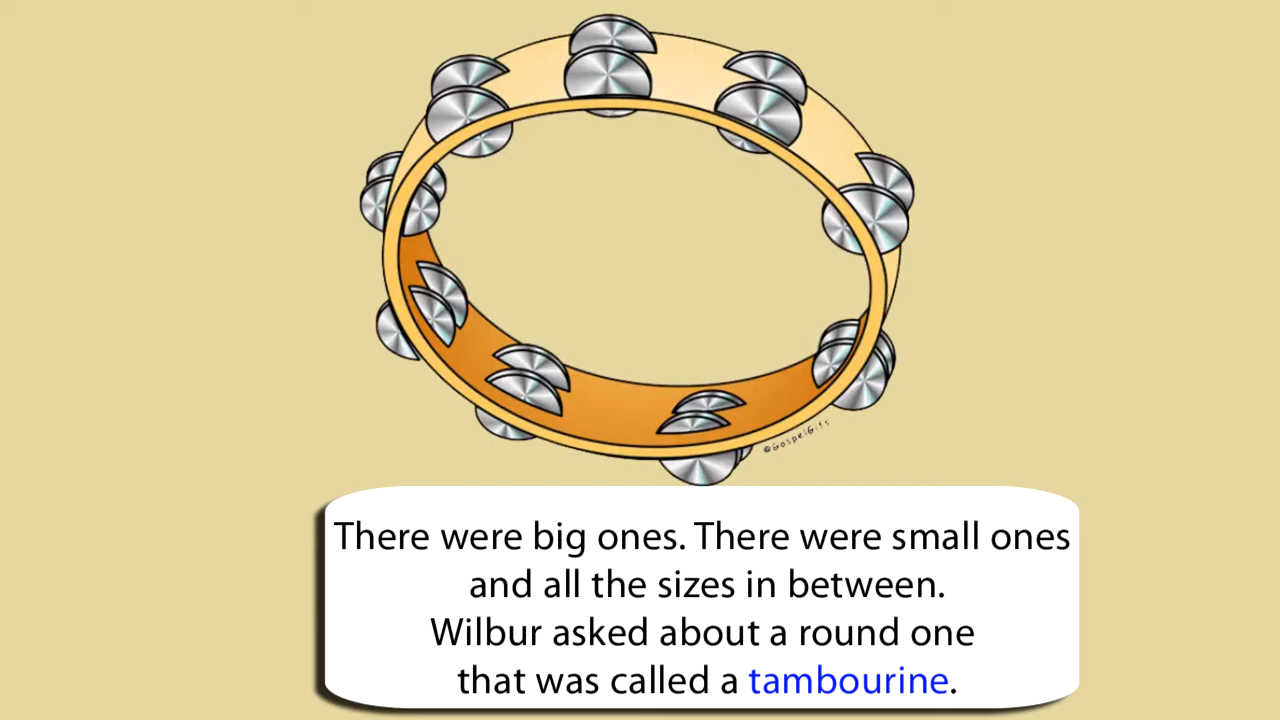 ©GospelGifs
There were big ones. There were small ones
and all the sizes in between.
Wilbur asked about a round one
that was called a tambourine.